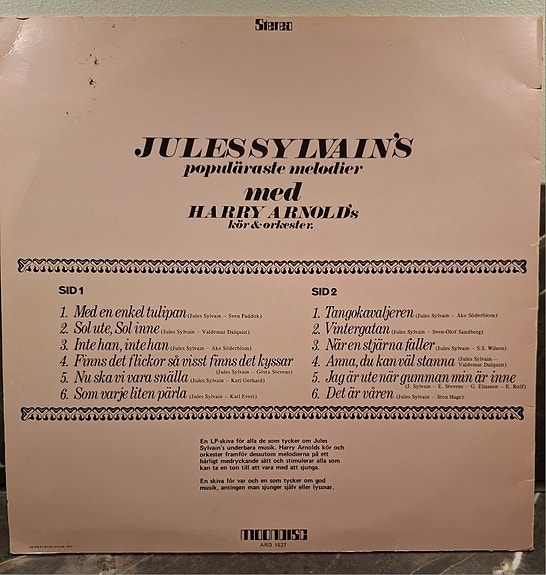 Stereo
JULES SYLVAIN'S
populäraste melodier
med
HARRY ARNOLD's
kör & orkester.
SID 1
1. Med en enkel tulipan (Jules Sylvain – Sven Paddok)
2. Sol ute, Sol inne (Jules Sylvain – Valdemar Dalquist)
3. Inte han, inte han (Jules Sylvain – Åke Söderblom)
4. Finns det flickor så visst finns det kyssar
(Jules Sylvain – Gösta Stevens)
5. Nu ska vi vara snälla (Jules Sylvain – Karl Gerhard)
6. Som varje liten pärla (Jules Sylvain – Karl Ewert)
SID 2
1. Tangokavaljeren (Jules Sylvain – Åke Söderblom)
2. Vintergatan (Jules Sylvain – Sven-Olof Sandberg)
3. När en stjärna faller (Jules Sylvain – S.S. Wilson)
4. Anna, du kan väl stanna (Jules Sylvain –
Valdemar Dalquist)
5. Jag är ute när gumman min är inne
(J. Sylvain – E. Stevens – G. Eliasson – E. Rolf)
6. Det är våren (Jules Sylvain – Sten Hage)
En LP-skiva för alla de som tycker om Jules
Sylvain's underbara musik. Harry Arnolds kör och
orkester framför dessutom melodierna på ett
härligt medryckande sätt och stimulerar alla som
kan ta en ton till att vara med att sjunga.
En skiva för var och en som tycker om god
musik, antingen man sjunger själv eller lyssnar.
MOONDISC
ARD 1627